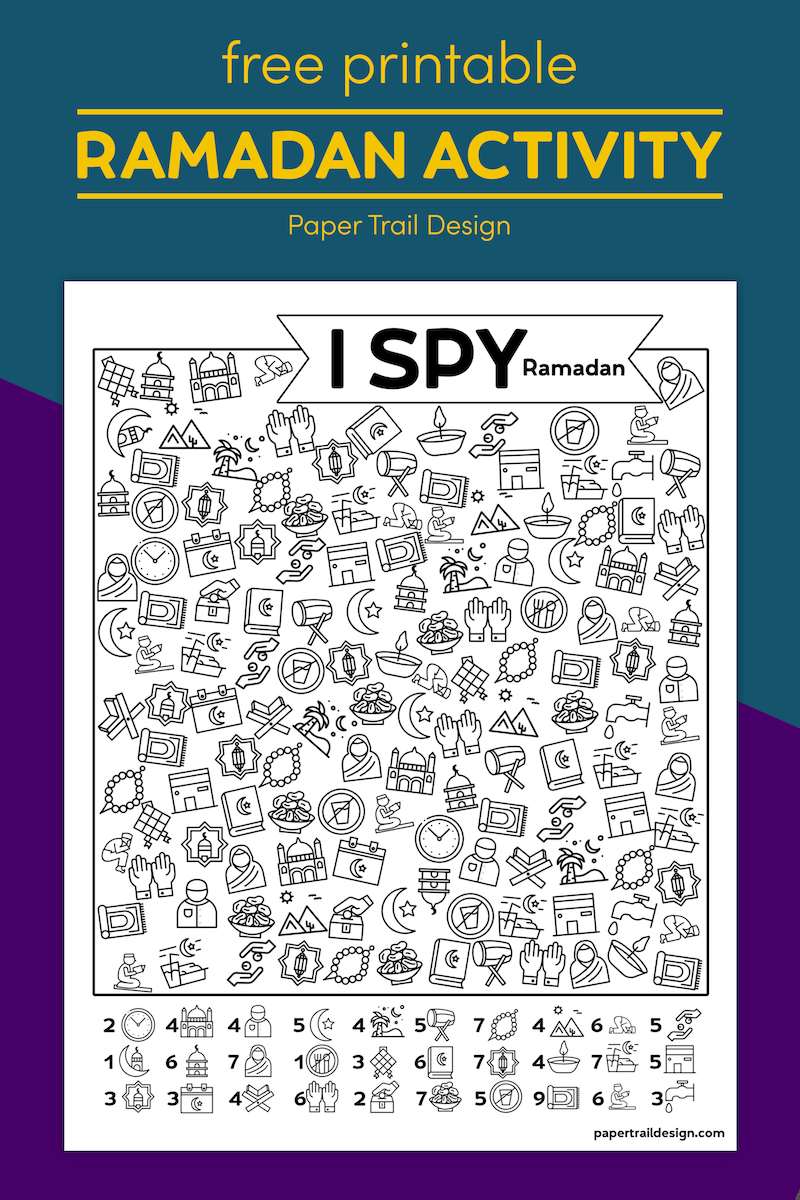 free printable
RAMADAN ACTIVITY
Paper Trail Design
I SPY Ramadan
2 4 4 5 4 5 7 4 6 5
1 6 7 1 3 6 7 4 7 5
3 3 4 6 2 7 5 9 6 3
papertraildesign.com